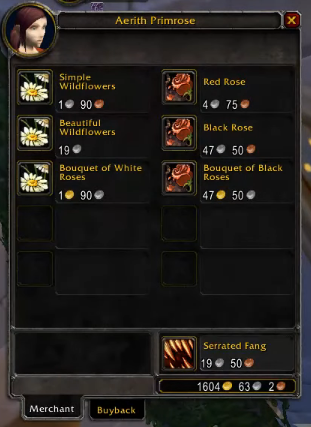 Aerith Primrose
Simple
Wildflowers
1 90
Red Rose
4 75
Beautiful
Wildflowers
19
Black Rose
47 50
Bouquet of White
Roses
1 90
Bouquet of Black
Roses
47 50
Serrated Fang
19 50
1604 63 2
Merchant
Buyback